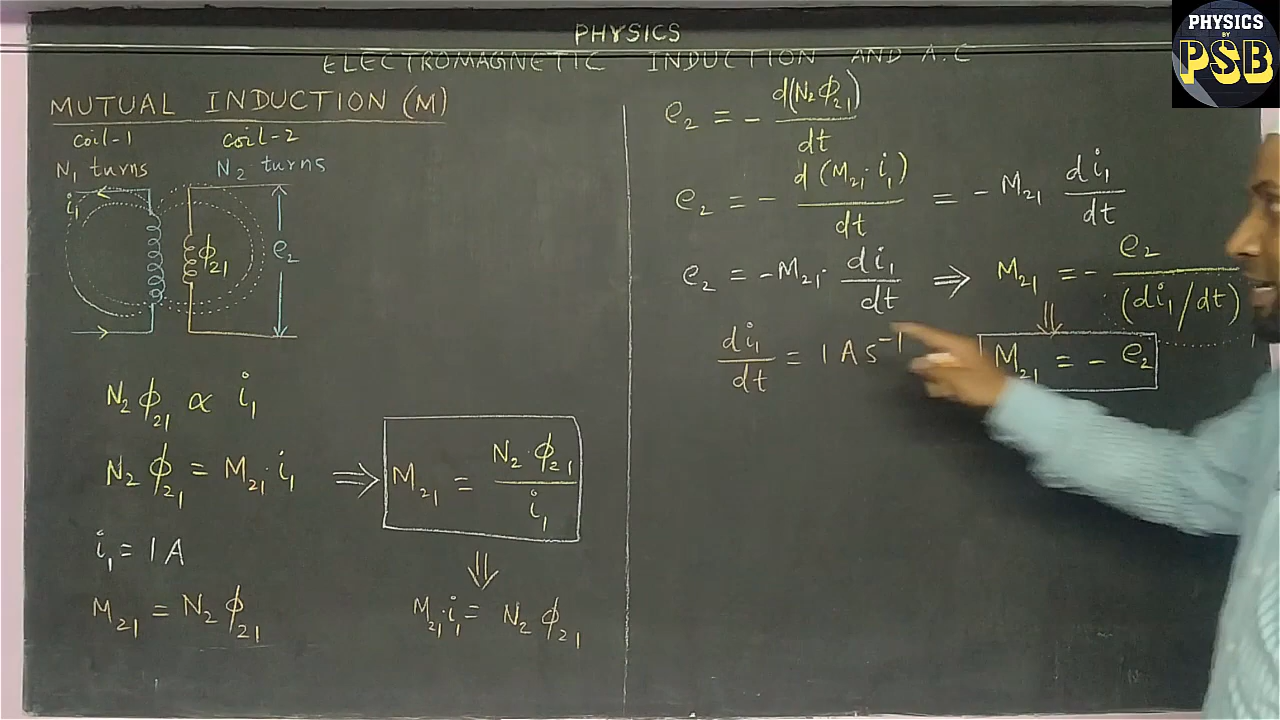 PHYSICS
ELECTROMAGNETIC INDUCTION AND A.C
PHYSICS
BY
PSB
MUTUAL INDUCTION (M)
coil-1 coil-2
N₁ turns N₂ turns
i₁
ϕ₂₁
e₂
N₂ ϕ₂₁ ∝ i₁
N₂ ϕ₂₁ = M₂₁· i₁ ⇒ M₂₁ = N₂·ϕ₂₁ / i₁
i₁ = 1 A
⇓
M₂₁ = N₂ ϕ₂₁
M₂₁·i₁ = N₂ ϕ₂₁
e₂ = - d(N₂ϕ₂₁) / dt
e₂ = - d (M₂₁· i₁) / dt = - M₂₁ di₁ / dt
e₂ = -M₂₁· di₁ / dt ⇒ M₂₁ = - e₂ / (di₁/dt)
⇓
di₁ / dt = 1 A s⁻¹
M₂₁ = - e₂